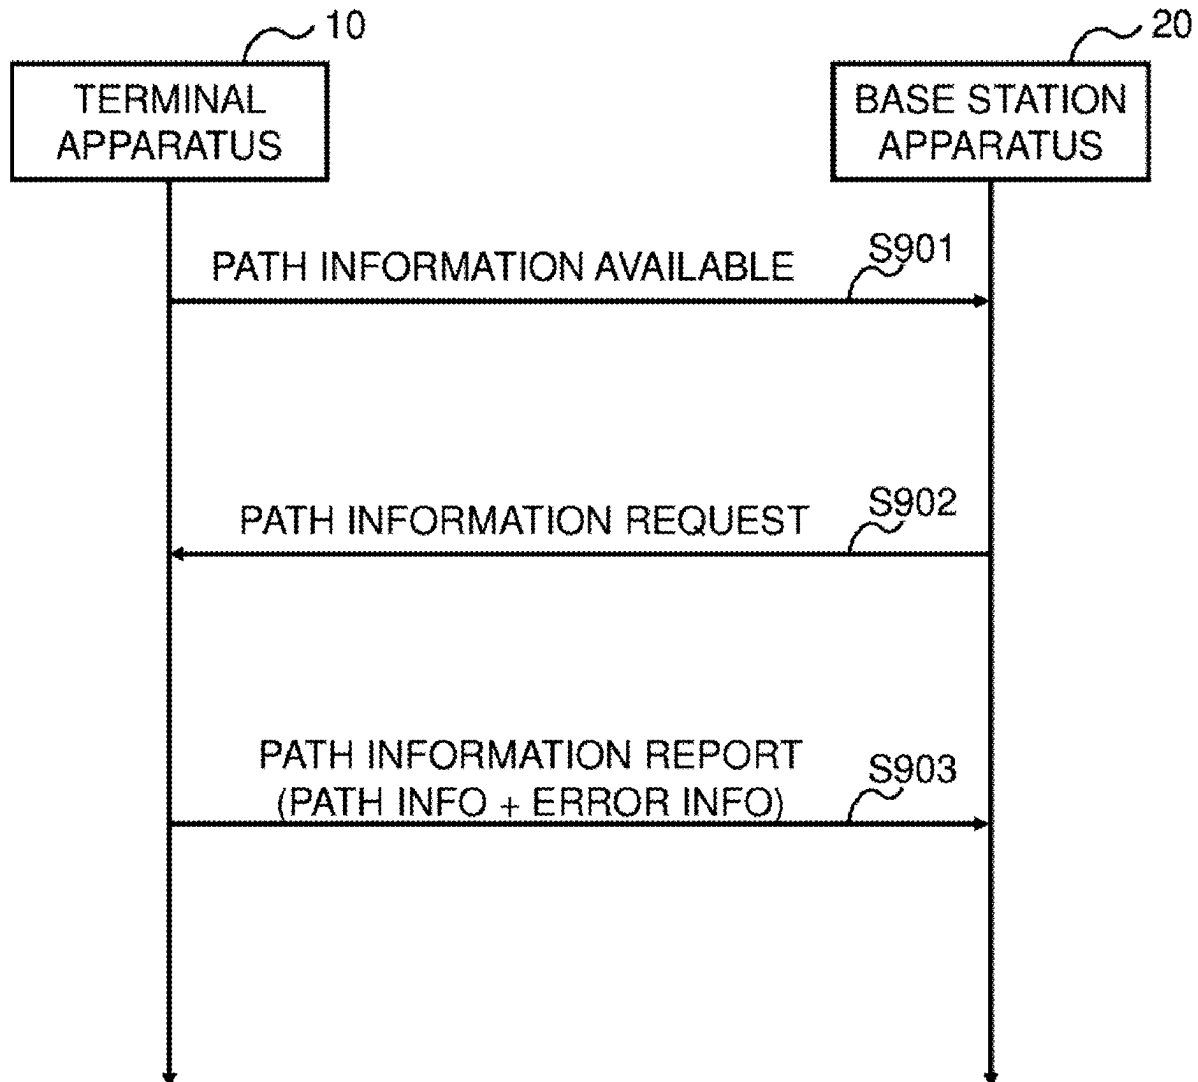 10
20
TERMINAL
APPARATUS
BASE STATION
APPARATUS
PATH INFORMATION AVAILABLE
S901
PATH INFORMATION REQUEST
S902
PATH INFORMATION REPORT
(PATH INFO + ERROR INFO)
S903